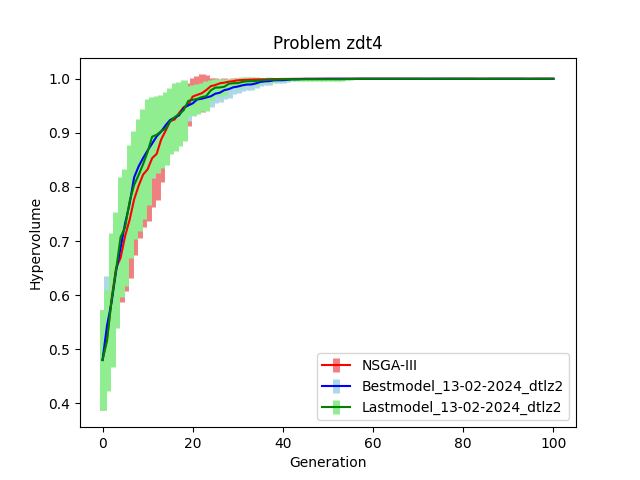 Problem zdt4
1.0
0.9
0.8
0.7
0.6
0.5
0.4
Hypervolume
NSGA-III
Bestmodel_13-02-2024_dtlz2
Lastmodel_13-02-2024_dtlz2
0 20 40 60 80 100
Generation